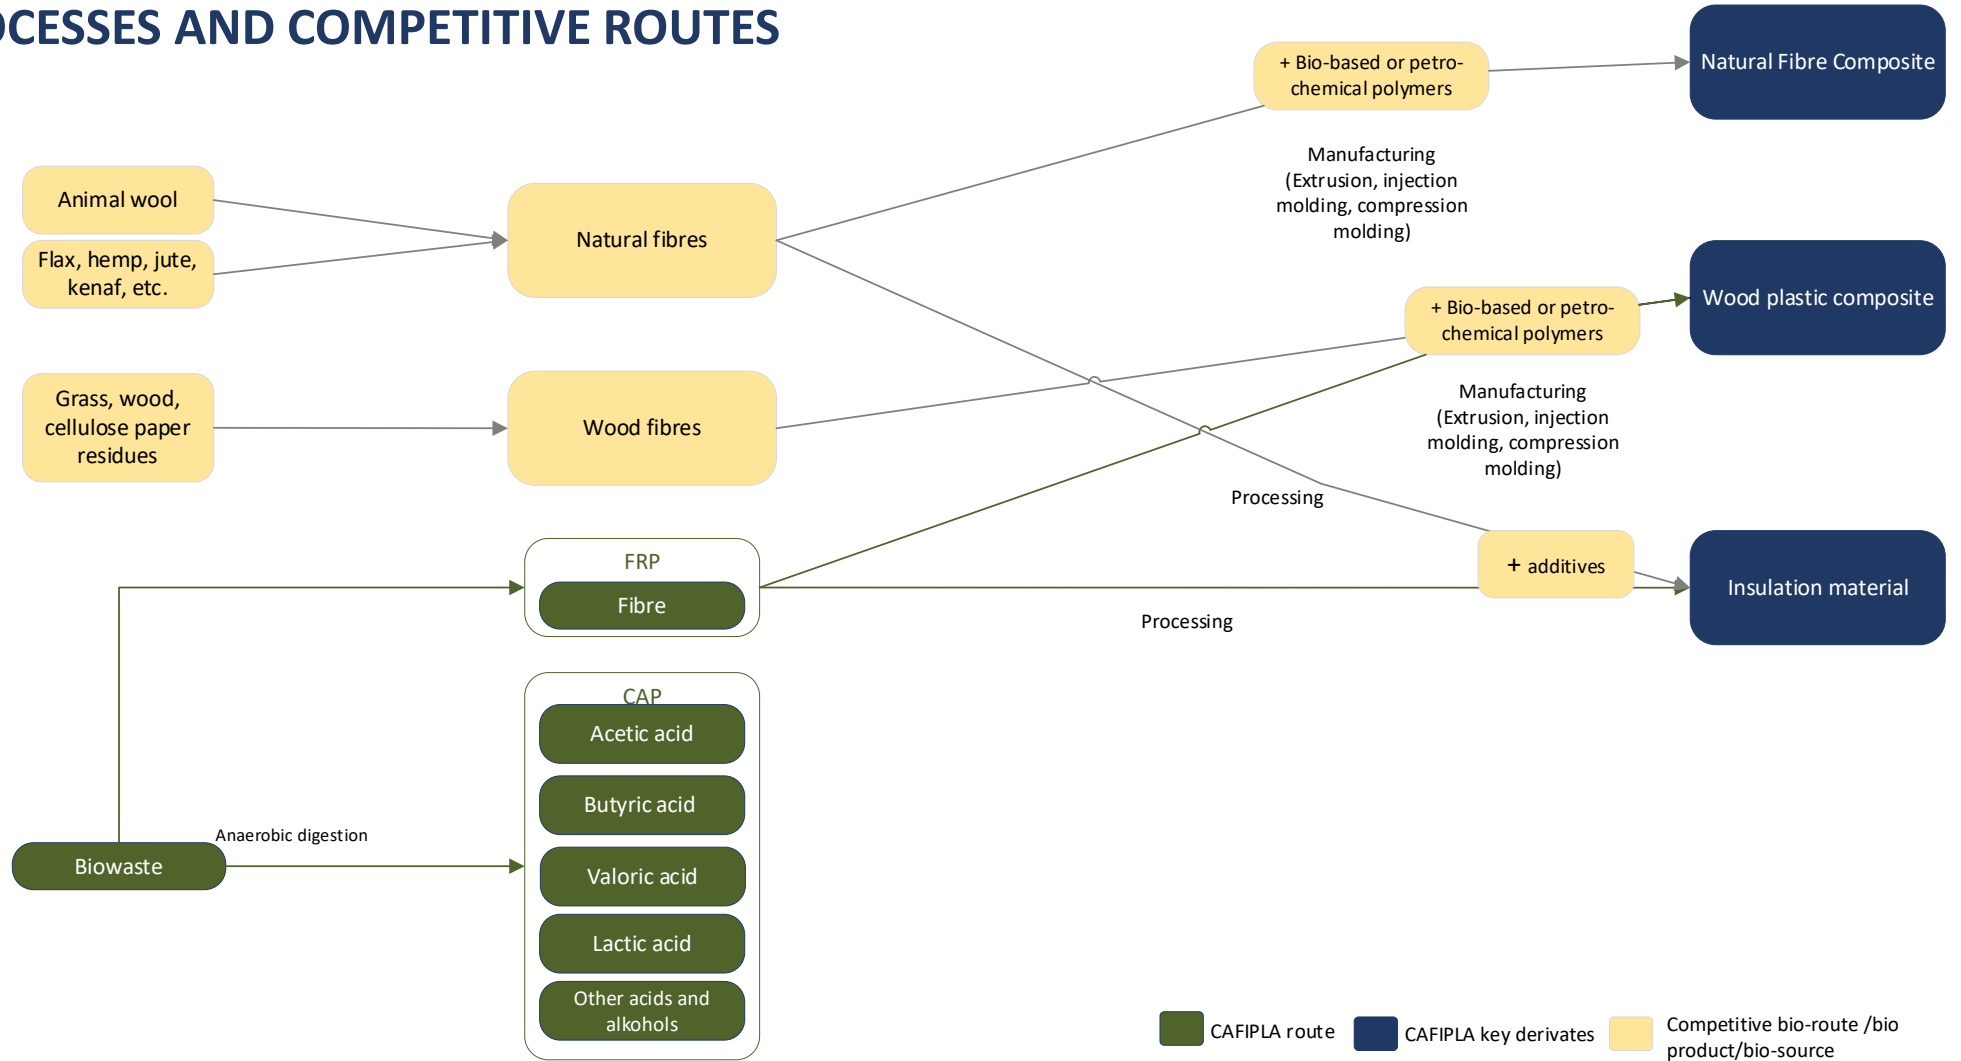 OCESSES AND COMPETITIVE ROUTES
Natural Fibre Composite
+ Bio-based or petro-
chemical polymers
Manufacturing
(Extrusion, injection
molding, compression
molding)
Animal wool
Flax, hemp, jute,
kenaf, etc.
Natural fibres
+ Bio-based or petro-
chemical polymers
Wood plastic composite
Manufacturing
(Extrusion, injection
molding, compression
molding)
Grass, wood,
cellulose paper
residues
Wood fibres
Processing
FRP
Fibre
+ additives
Insulation material
Processing
CAP
Acetic acid
Butyric acid
Valoric acid
Lactic acid
Other acids and
alkohols
Anaerobic digestion
Biowaste
CAFIPLA route
CAFIPLA key derivates
Competitive bio-route /bio
product/bio-source